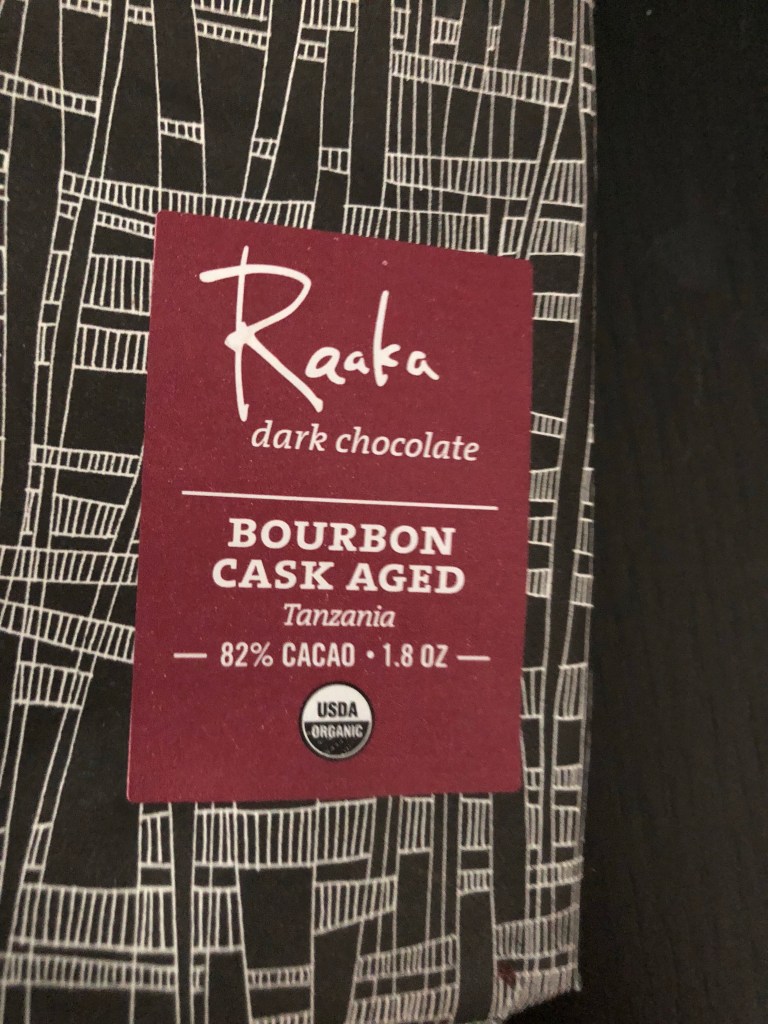 Raaka
dark chocolate
BOURBON
CASK AGED
Tanzania
— 82% CACAO • 1.8 OZ —
USDA
ORGANIC